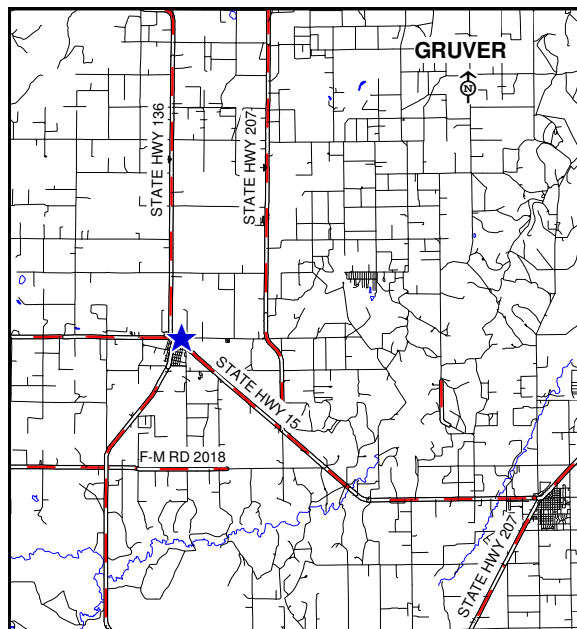 GRUVER
N
STATE HWY 136
STATE HWY 207
STATE HWY 15
F-M RD 2018
STATE HWY 207